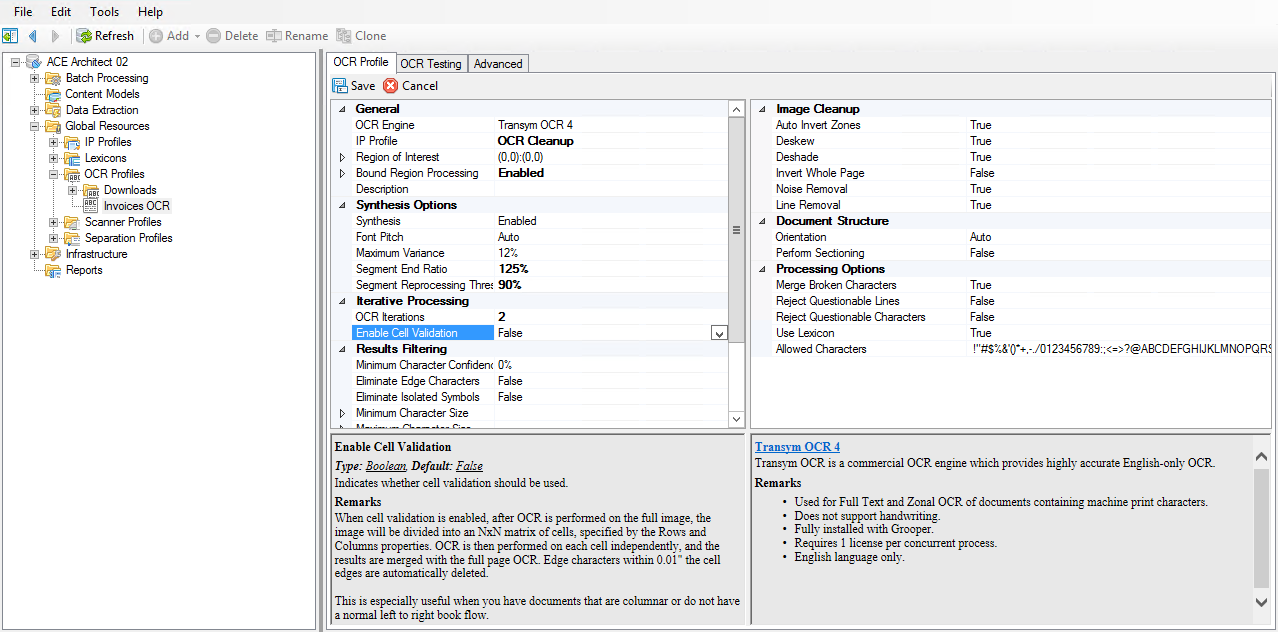 File Edit Tools Help
Refresh Add Delete Rename Clone
ACE Architect 02
Batch Processing
Content Models
Data Extraction
Global Resources
IP Profiles
Lexicons
OCR Profiles
Downloads
Invoices OCR
Scanner Profiles
Separation Profiles
Infrastructure
Reports
OCR Profile OCR Testing Advanced
Save Cancel
General
OCR Engine Transym OCR 4
IP Profile OCR Cleanup
Region of Interest (0,0):(0,0)
Bound Region Processing Enabled
Description
Synthesis Options
Synthesis Enabled
Font Pitch Auto
Maximum Variance 12%
Segment End Ratio 125%
Segment Reprocessing Thres 90%
Iterative Processing
OCR Iterations 2
Enable Cell Validation False
Results Filtering
Minimum Character Confidenc 0%
Eliminate Edge Characters False
Eliminate Isolated Symbols False
Minimum Character Size
Maximum Character Size
Image Cleanup
Auto Invert Zones True
Deskew True
Deshade True
Invert Whole Page False
Noise Removal True
Line Removal True
Document Structure
Orientation Auto
Perform Sectioning False
Processing Options
Merge Broken Characters True
Reject Questionable Lines False
Reject Questionable Characters False
Use Lexicon True
Allowed Characters !"#$%&'()*+,-./0123456789:;<=>?@ABCDEFGHIJKLMNOPQRS
Enable Cell Validation
Type: Boolean, Default: False
Indicates whether cell validation should be used.
Remarks
When cell validation is enabled, after OCR is performed on the full image, the
image will be divided into an NxN matrix of cells, specified by the Rows and
Columns properties. OCR is then performed on each cell independently, and the
results are merged with the full page OCR. Edge characters within 0.01" the cell
edges are automatically deleted.
This is especially useful when you have documents that are columnar or do not have
a normal left to right book flow.
Transym OCR 4
Transym OCR is a commercial OCR engine which provides highly accurate English-only OCR.
Remarks
• Used for Full Text and Zonal OCR of documents containing machine print characters.
• Does not support handwriting.
• Fully installed with Grooper.
• Requires 1 license per concurrent process.
• English language only.